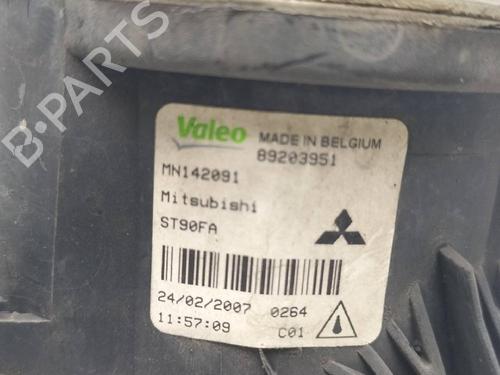 Valeo MADE IN BELGIUM
89203951
MN142091
Mitsubishi
ST90FA
24/02/2007 0264
11:57:09 C01
B-PARTS